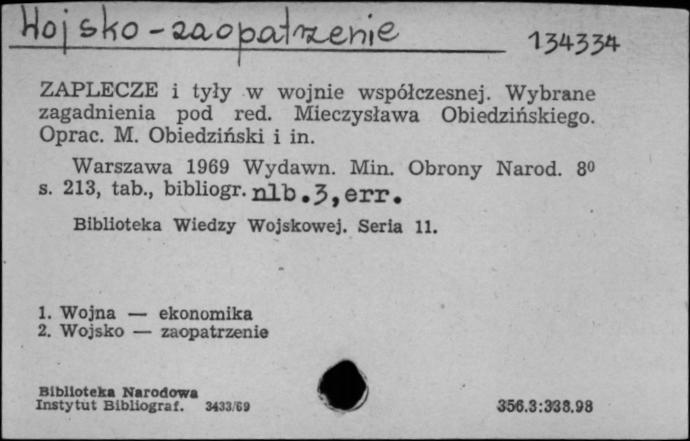 Wojsko - zaopatrzenie
134334
ZAPLECZE i tyły w wojnie współczesnej. Wybrane
zagadnienia pod red. Mieczysława Obiedzińskiego.
Oprac. M. Obiedziński i in.
Warszawa 1969 Wydawn. Min. Obrony Narod. 8⁰
s. 213, tab., bibliogr. nlb.3, err.
Biblioteka Wiedzy Wojskowej. Seria 11.
1. Wojna — ekonomika
2. Wojsko — zaopatrzenie
Biblioteka Narodowa
Instytut Bibliograf. 3433/69
356.3:338.98